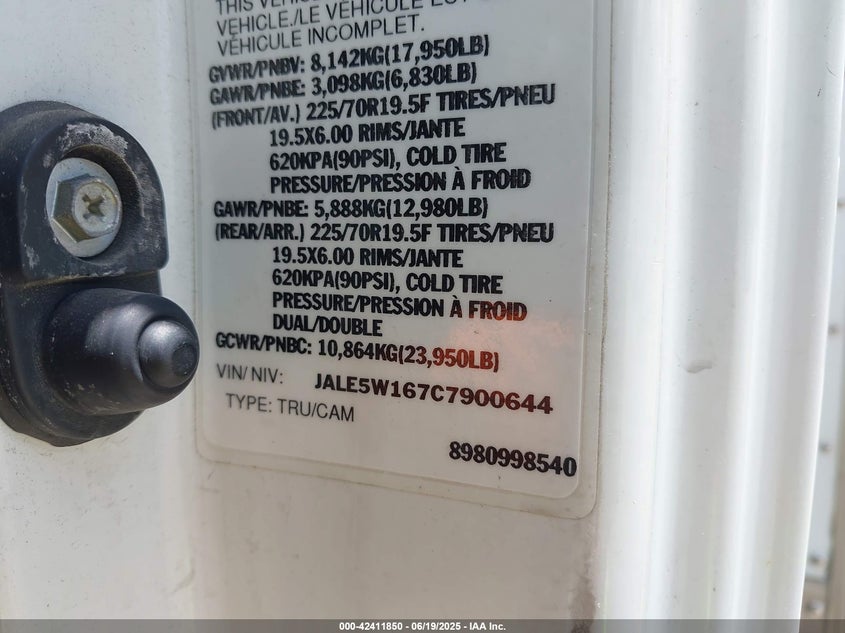 THIS VEHI
VEHICLE./LE VÉHICULE EST
VÉHICULE INCOMPLET.
GVWR/PNBV: 8,142KG(17,950LB)
GAWR/PNBE: 3,098KG(6,830LB)
(FRONT/AV.) 225/70R19.5F TIRES/PNEU
19.5X6.00 RIMS/JANTE
620KPA(90PSI), COLD TIRE
PRESSURE/PRESSION À FROID
GAWR/PNBE: 5,888KG(12,980LB)
(REAR/ARR.) 225/70R19.5F TIRES/PNEU
19.5X6.00 RIMS/JANTE
620KPA(90PSI), COLD TIRE
PRESSURE/PRESSION À FROID
DUAL/DOUBLE
GCWR/PNBC: 10,864KG(23,950LB)
VIN/NIV: JALE5W167C7900644
TYPE: TRU/CAM
8980998540
000-42411850 - 06/19/2025 - IAA Inc.